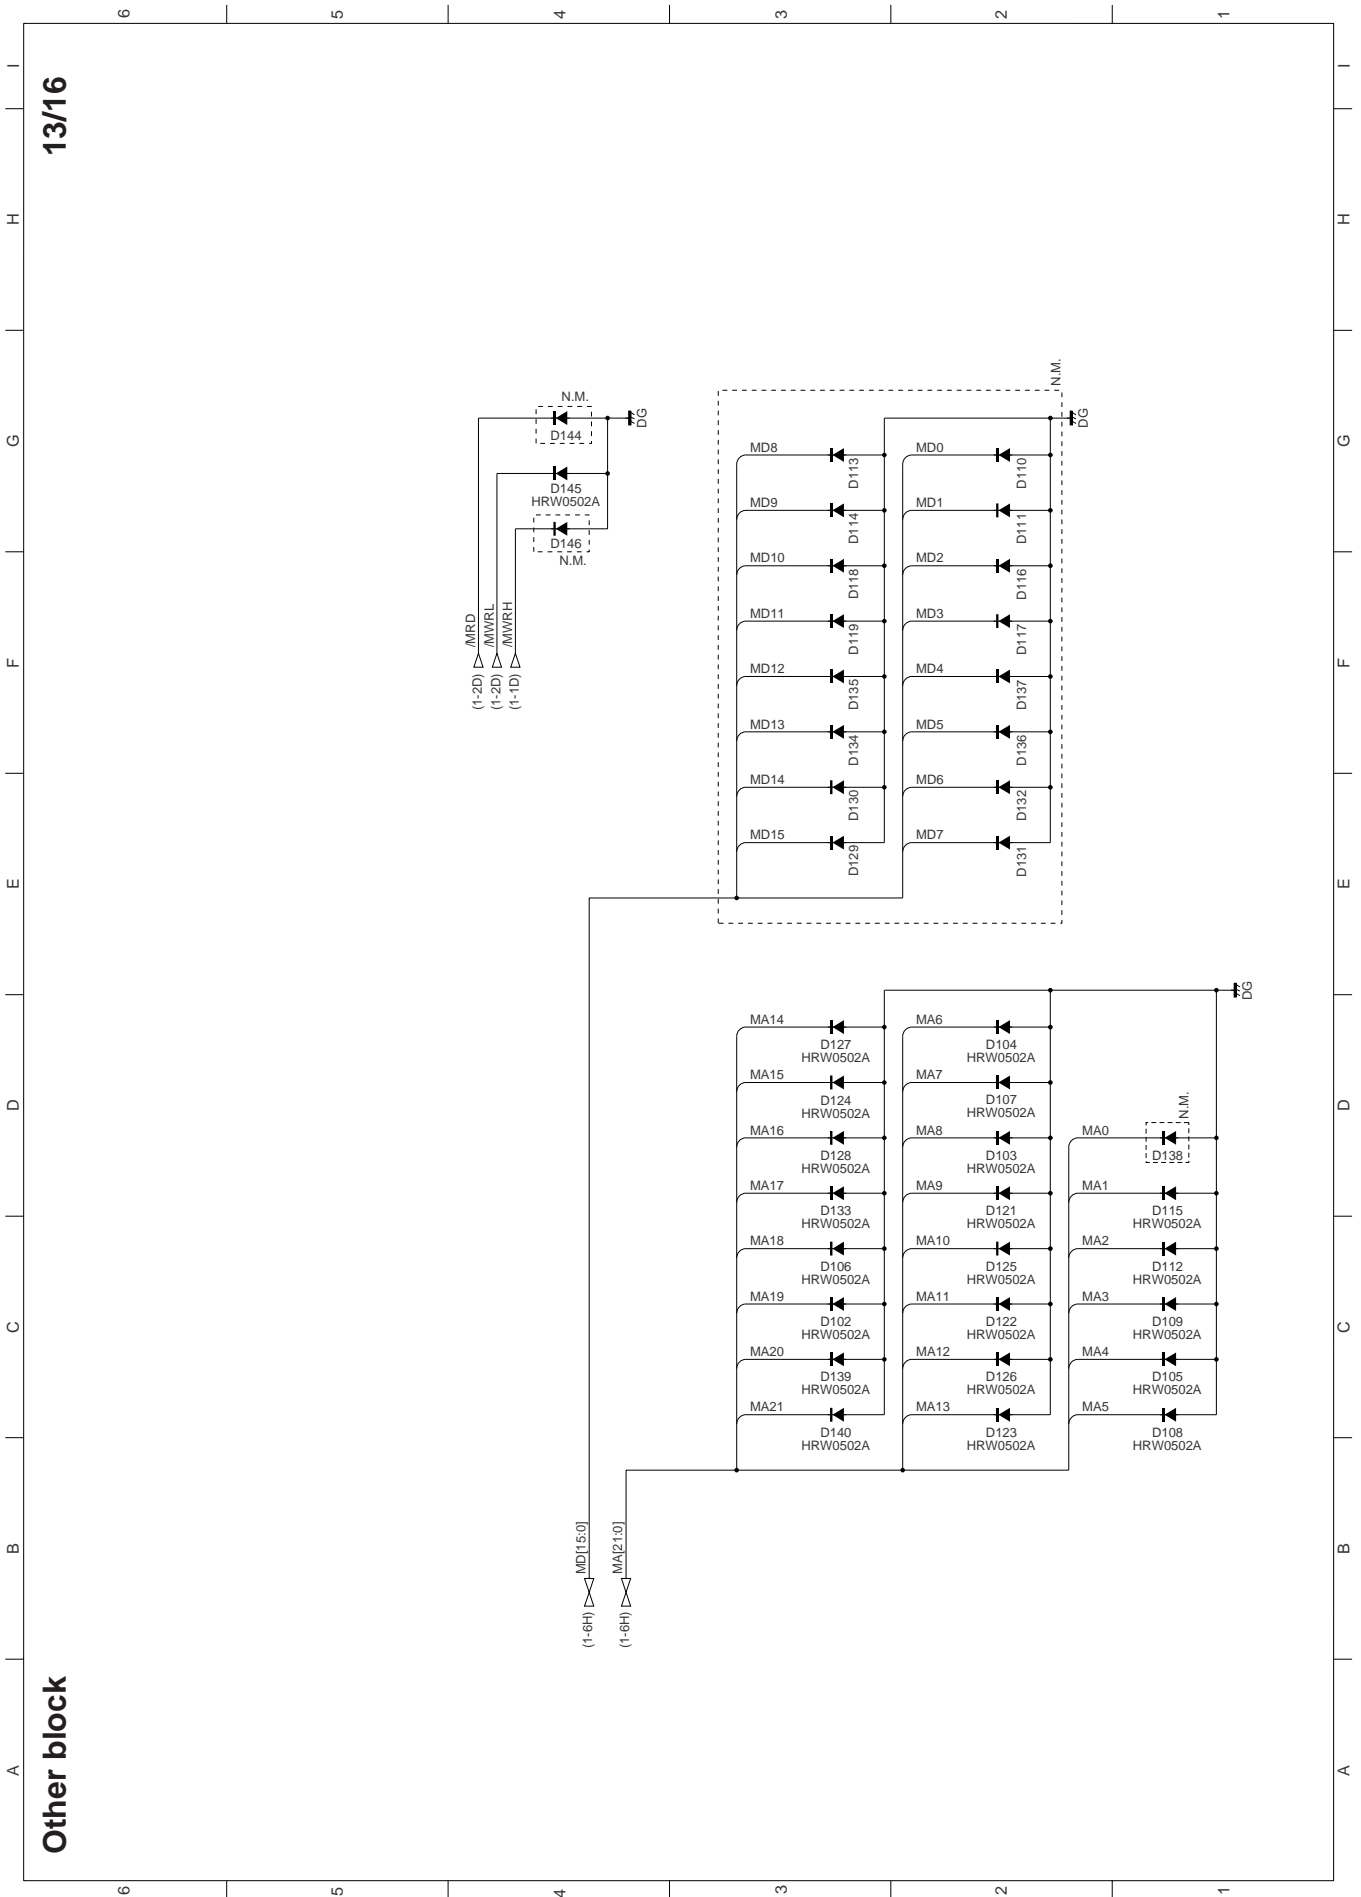 Other block
13/16
A
B
C
D
E
F
G
H
I
6
5
4
3
2
1
(1-2D) /MRD
(1-2D) /MWRL
(1-1D) /MWRH
N.M.
D144
D145
HRW0502A
D146
N.M.
DG
(1-6H) MD[15:0]
(1-6H) MA[21:0]
N.M.
MD8
D113
MD9
D114
MD10
D118
MD11
D119
MD12
D135
MD13
D134
MD14
D130
MD15
D129
MD0
D110
MD1
D111
MD2
D116
MD3
D117
MD4
D137
MD5
D136
MD6
D132
MD7
D131
DG
MA14
D127
HRW0502A
MA15
D124
HRW0502A
MA16
D128
HRW0502A
MA17
D133
HRW0502A
MA18
D106
HRW0502A
MA19
D102
HRW0502A
MA20
D139
HRW0502A
MA21
D140
HRW0502A
MA6
D104
HRW0502A
MA7
D107
HRW0502A
MA8
D103
HRW0502A
MA9
D121
HRW0502A
MA10
D125
HRW0502A
MA11
D122
HRW0502A
MA12
D126
HRW0502A
MA13
D123
HRW0502A
MA0
D138
N.M.
MA1
D115
HRW0502A
MA2
D112
HRW0502A
MA3
D109
HRW0502A
MA4
D105
HRW0502A
MA5
D108
HRW0502A
DG
A
B
C
D
E
F
G
H
I
6
5
4
3
2
1